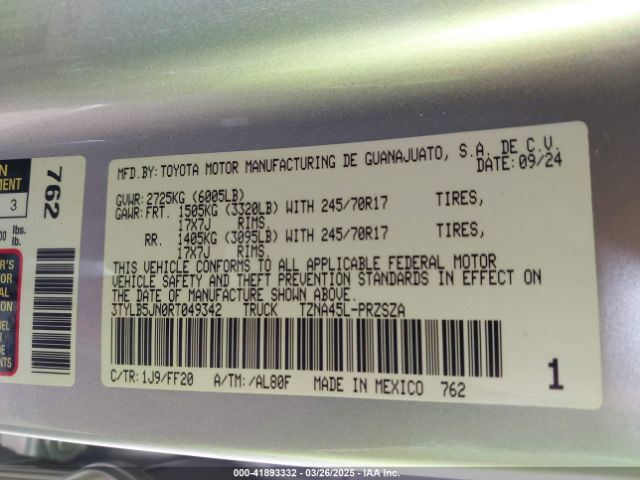 MFD.BY: TOYOTA MOTOR MANUFACTURING DE GUANAJUATO, S.A. DE C.V.
DATE: 09/24
GVWR: 2725KG (6005LB)
GAWR: FRT. 1505KG (3320LB) WITH 245/70R17 TIRES,
17X7J RIMS,
RR. 1405KG (3095LB) WITH 245/70R17 TIRES,
17X7J RIMS.
THIS VEHICLE CONFORMS TO ALL APPLICABLE FEDERAL MOTOR
VEHICLE SAFETY AND THEFT PREVENTION STANDARDS IN EFFECT ON
THE DATE OF MANUFACTURE SHOWN ABOVE.
3TYLB5JN0RT049342 TRUCK TZNA45L-PRZSZA
C/TR: 1J9/FF20 A/TM: /AL80F MADE IN MEXICO 762
1
762
3
lbs.
lb.
000-41893332 - 03/26/2025 - IAA Inc.